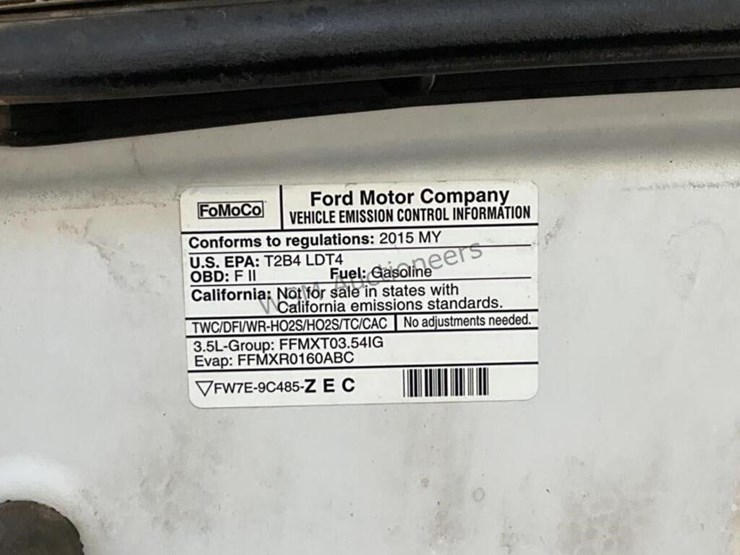 FoMoCo
Ford Motor Company
VEHICLE EMISSION CONTROL INFORMATION
Conforms to regulations: 2015 MY
U.S. EPA: T2B4 LDT4
OBD: F II Fuel: Gasoline
California: Not for sale in states with
California emissions standards.
TWC/DFI/WR-HO2S/HO2S/TC/CAC No adjustments needed.
3.5L-Group: FFMXT03.54IG
Evap: FFMXR0160ABC
FW7E-9C485-Z E C
Auctioneers